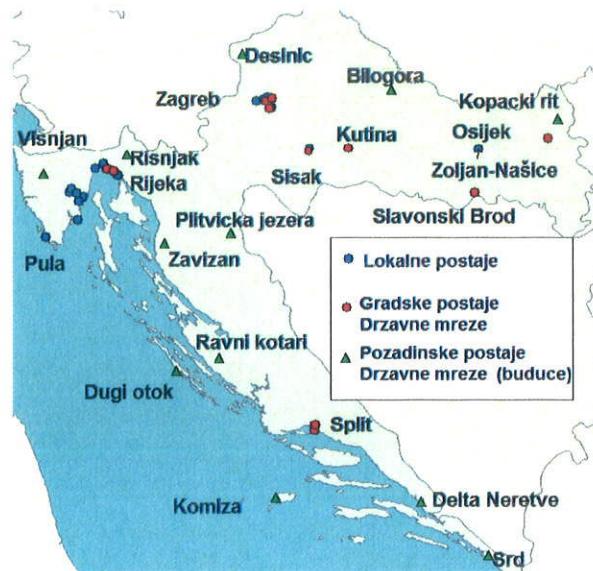 Desinic
Bilogora
Zagreb
Kopacki rit
Visnjan
Kutina
Osijek
Risnjak
Sisak
Zoljan-Našice
Rijeka
Plitvicka jezera
Slavonski Brod
Pula
Zavizan
Lokalne postaje
Gradske postaje
Drzavne mreze
Ravni kotari
Pozadinske postaje
Drzavne mreze (buduce)
Dugi otok
Split
Komiza
Delta Neretve
Srd